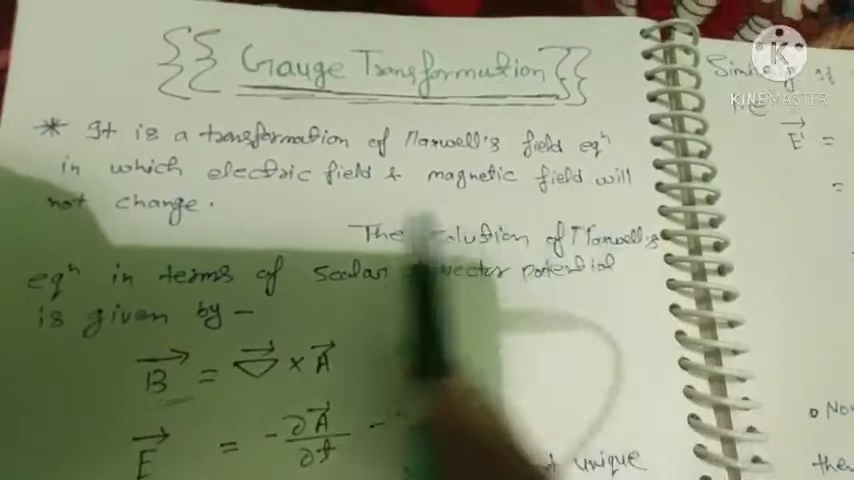 {{ Gauge Transformation }}
* It is a transformation of Maxwell's field eqⁿ
in which electric field & magnetic field will
not change.
The solution of Maxwell's
eqⁿ in terms of scalar vector potential
is given by -
B⃗ = ∇⃗ × A⃗
E⃗ = - ∂A⃗/∂t -
unique
E⃗' =
=
Now
KINEMASTER